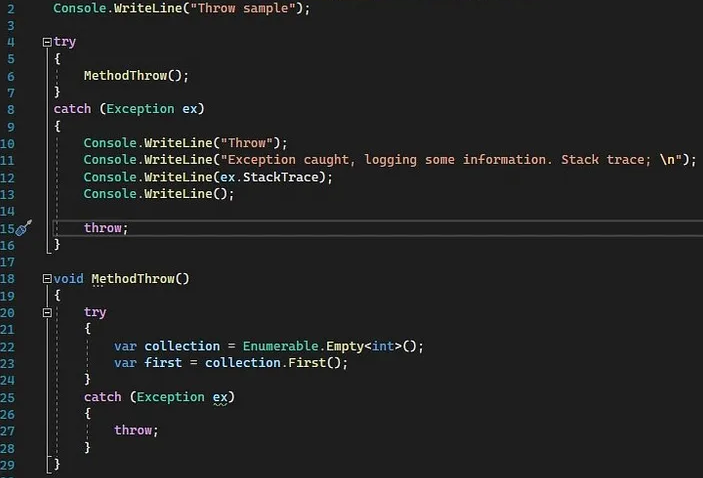 2 Console.WriteLine("Throw sample");
3
4 try
5 {
6 MethodThrow();
7 }
8 catch (Exception ex)
9 {
10 Console.WriteLine("Throw");
11 Console.WriteLine("Exception caught, logging some information. Stack trace; \n");
12 Console.WriteLine(ex.StackTrace);
13 Console.WriteLine();
14
15 throw;
16 }
17
18 void MethodThrow()
19 {
20 try
21 {
22 var collection = Enumerable.Empty<int>();
23 var first = collection.First();
24 }
25 catch (Exception ex)
26 {
27 throw;
28 }
29 }